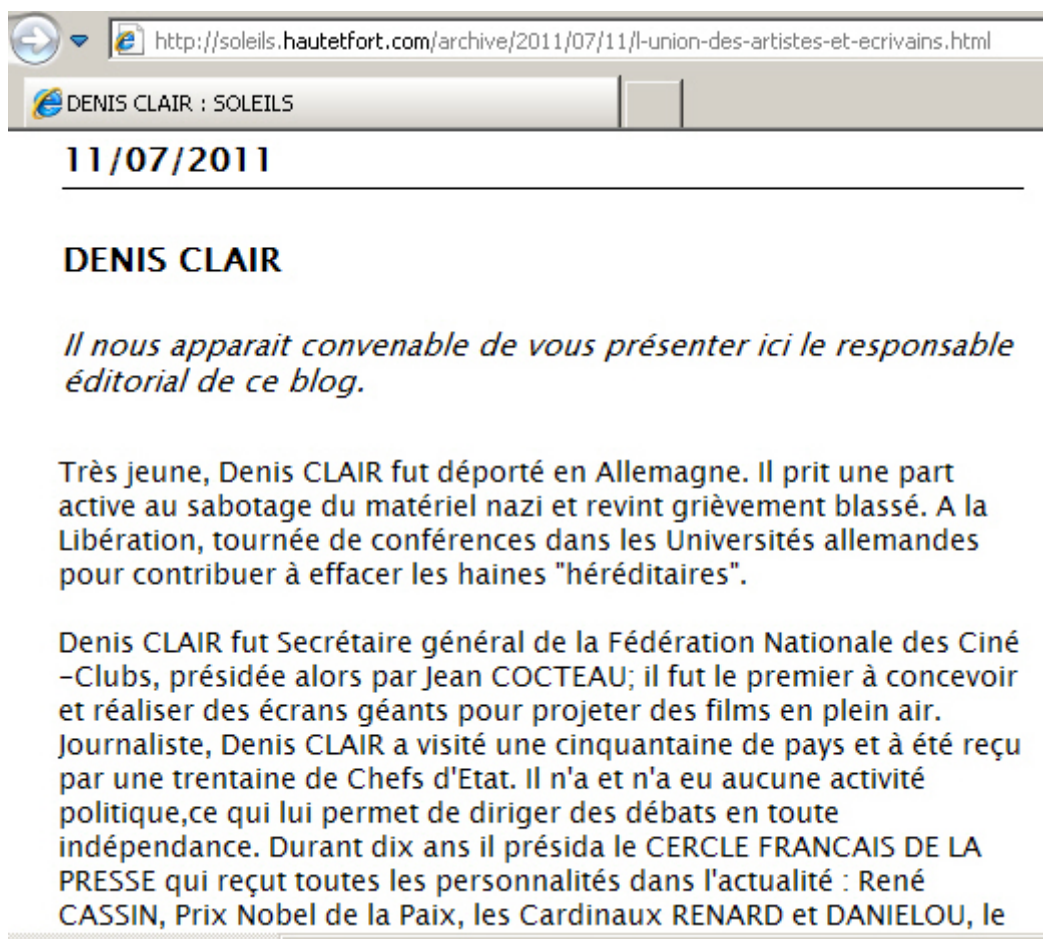 http://soleils.hautetfort.com/archive/2011/07/11/l-union-des-artistes-et-ecrivains.html
DENIS CLAIR : SOLEILS
11/07/2011
DENIS CLAIR
Il nous apparait convenable de vous présenter ici le responsable
éditorial de ce blog.
Très jeune, Denis CLAIR fut déporté en Allemagne. Il prit une part
active au sabotage du matériel nazi et revint grièvement blassé. A la
Libération, tournée de conférences dans les Universités allemandes
pour contribuer à effacer les haines "héréditaires".
Denis CLAIR fut Secrétaire général de la Fédération Nationale des Ciné
-Clubs, présidée alors par Jean COCTEAU; il fut le premier à concevoir
et réaliser des écrans géants pour projeter des films en plein air.
Journaliste, Denis CLAIR a visité une cinquantaine de pays et à été reçu
par une trentaine de Chefs d'Etat. Il n'a et n'a eu aucune activité
politique,ce qui lui permet de diriger des débats en toute
indépendance. Durant dix ans il présida le CERCLE FRANCAIS DE LA
PRESSE qui reçut toutes les personnalités dans l'actualité : René
CASSIN, Prix Nobel de la Paix, les Cardinaux RENARD et DANIELOU, le